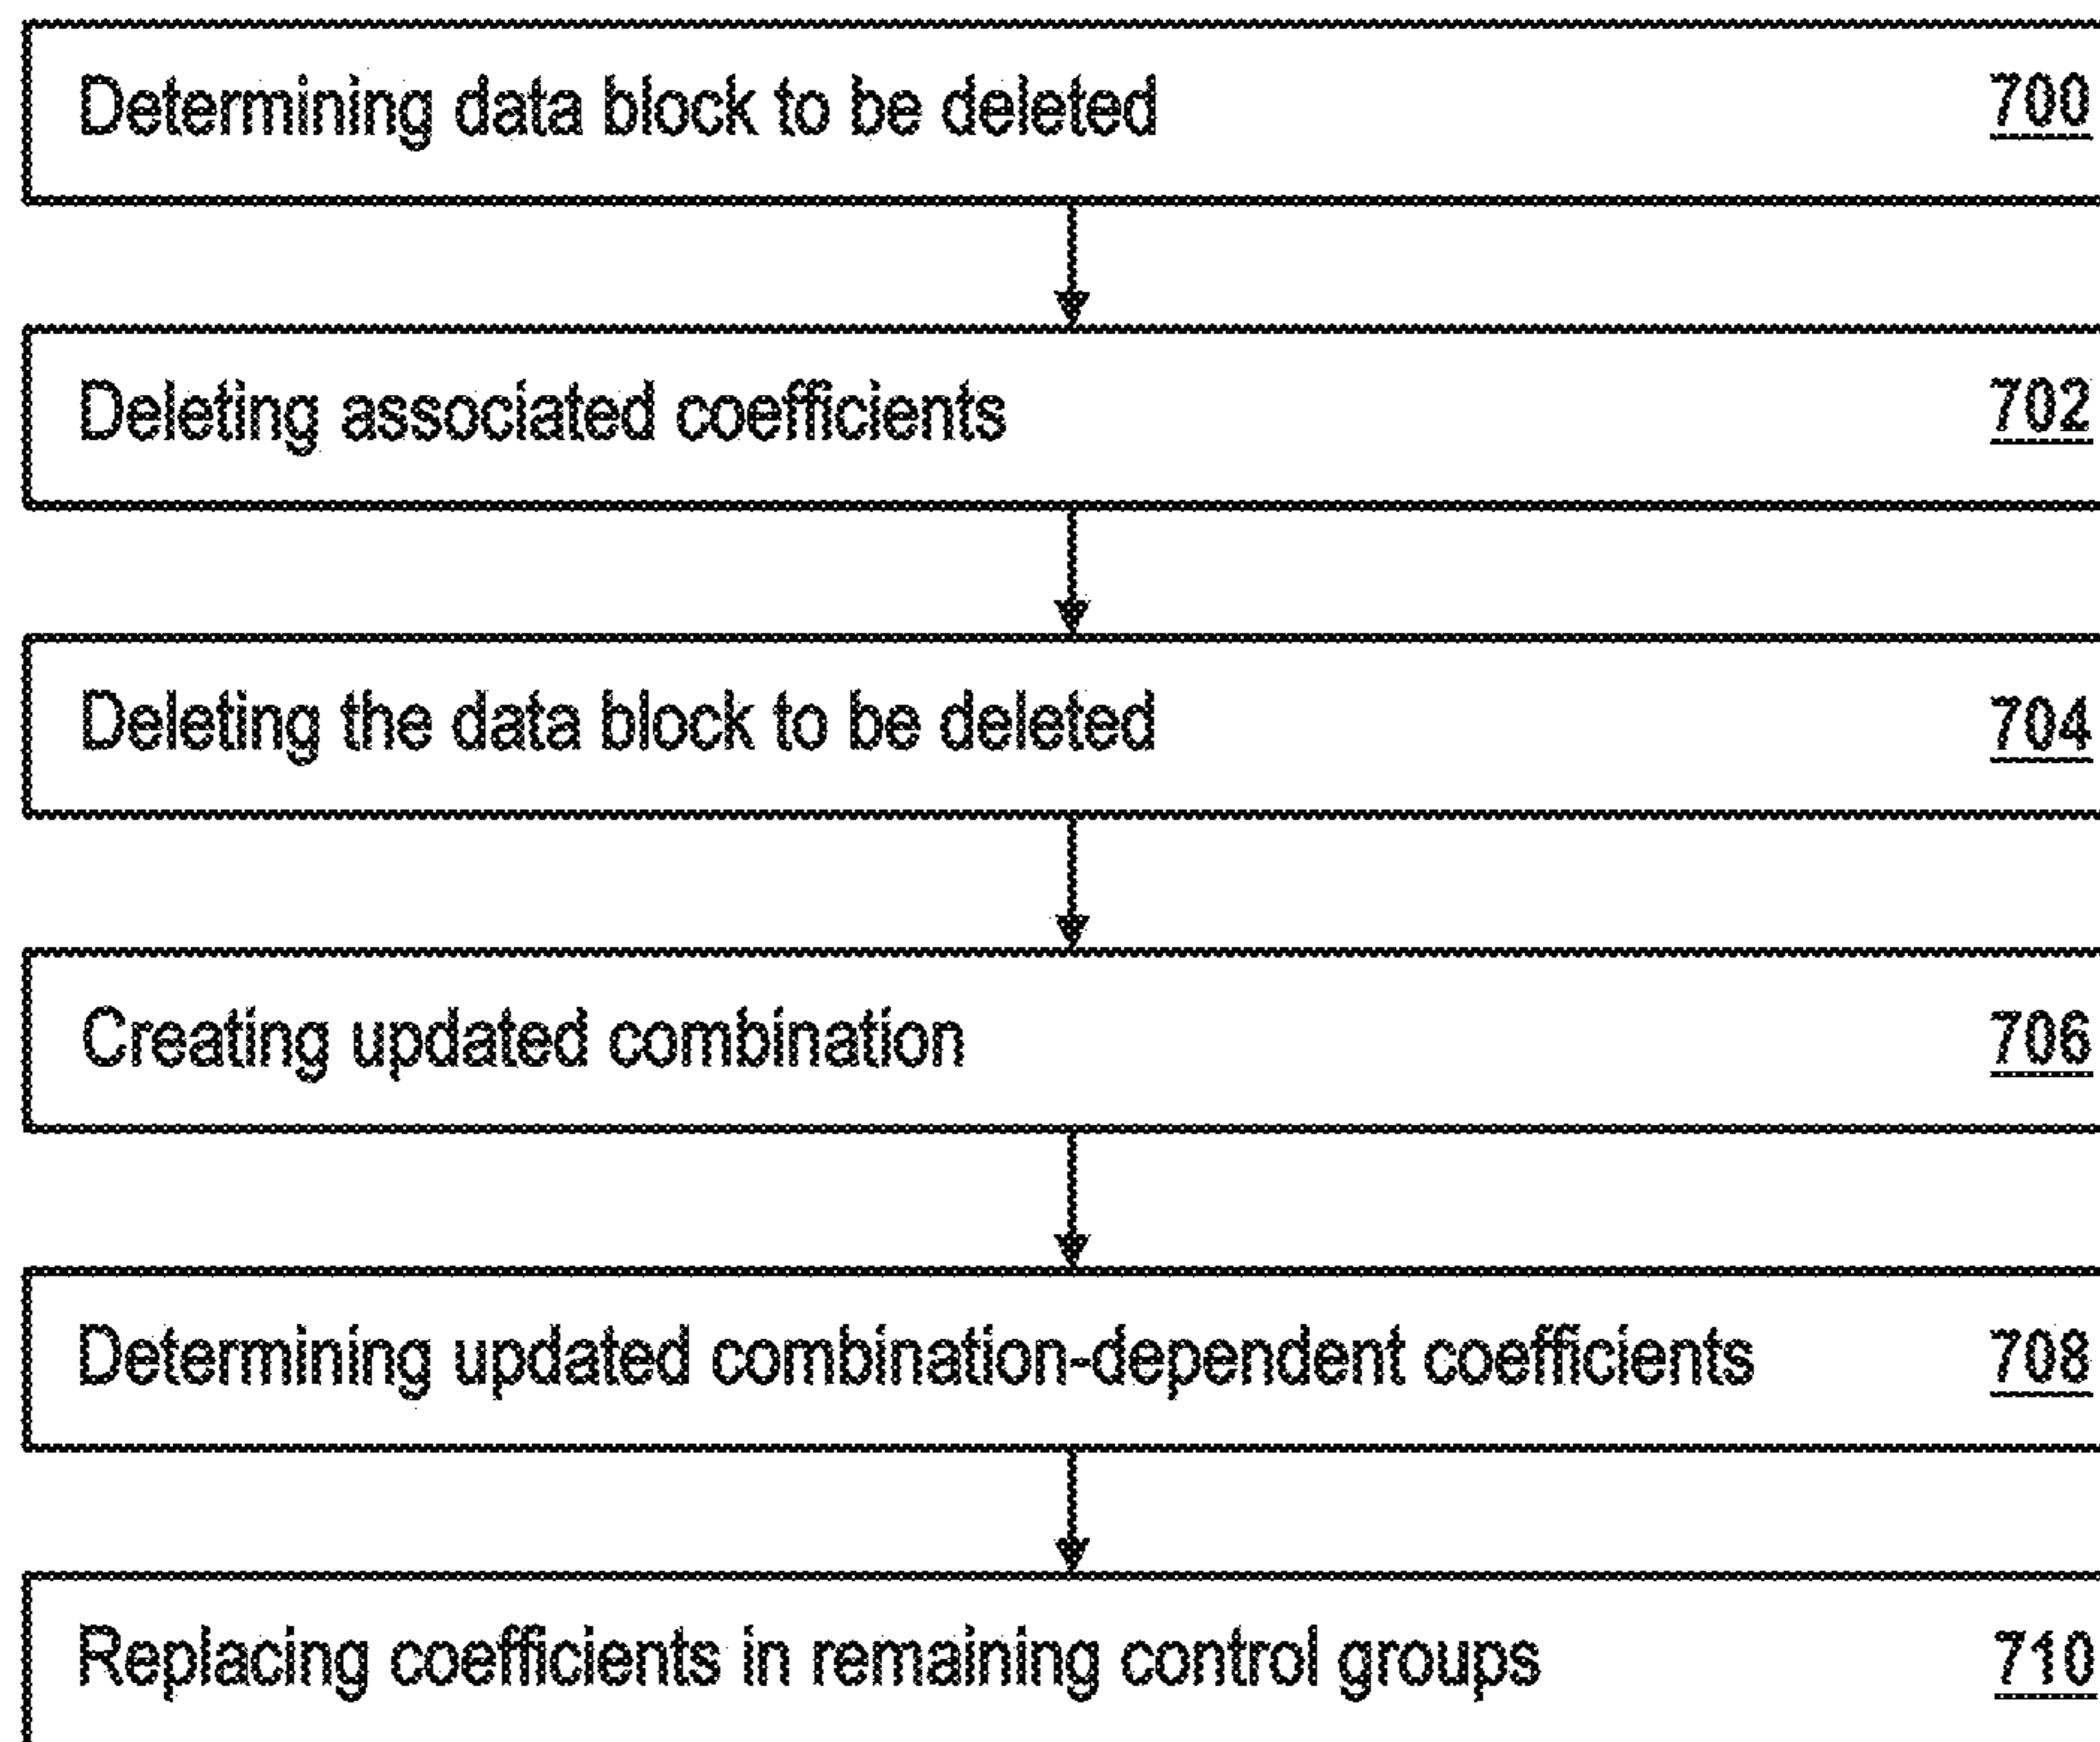 Determining data block to be deleted 700
Deleting associated coefficients 702
Deleting the data block to be deleted 704
Creating updated combination 706
Determining updated combination-dependent coefficients 708
Replacing coefficients in remaining control groups 710